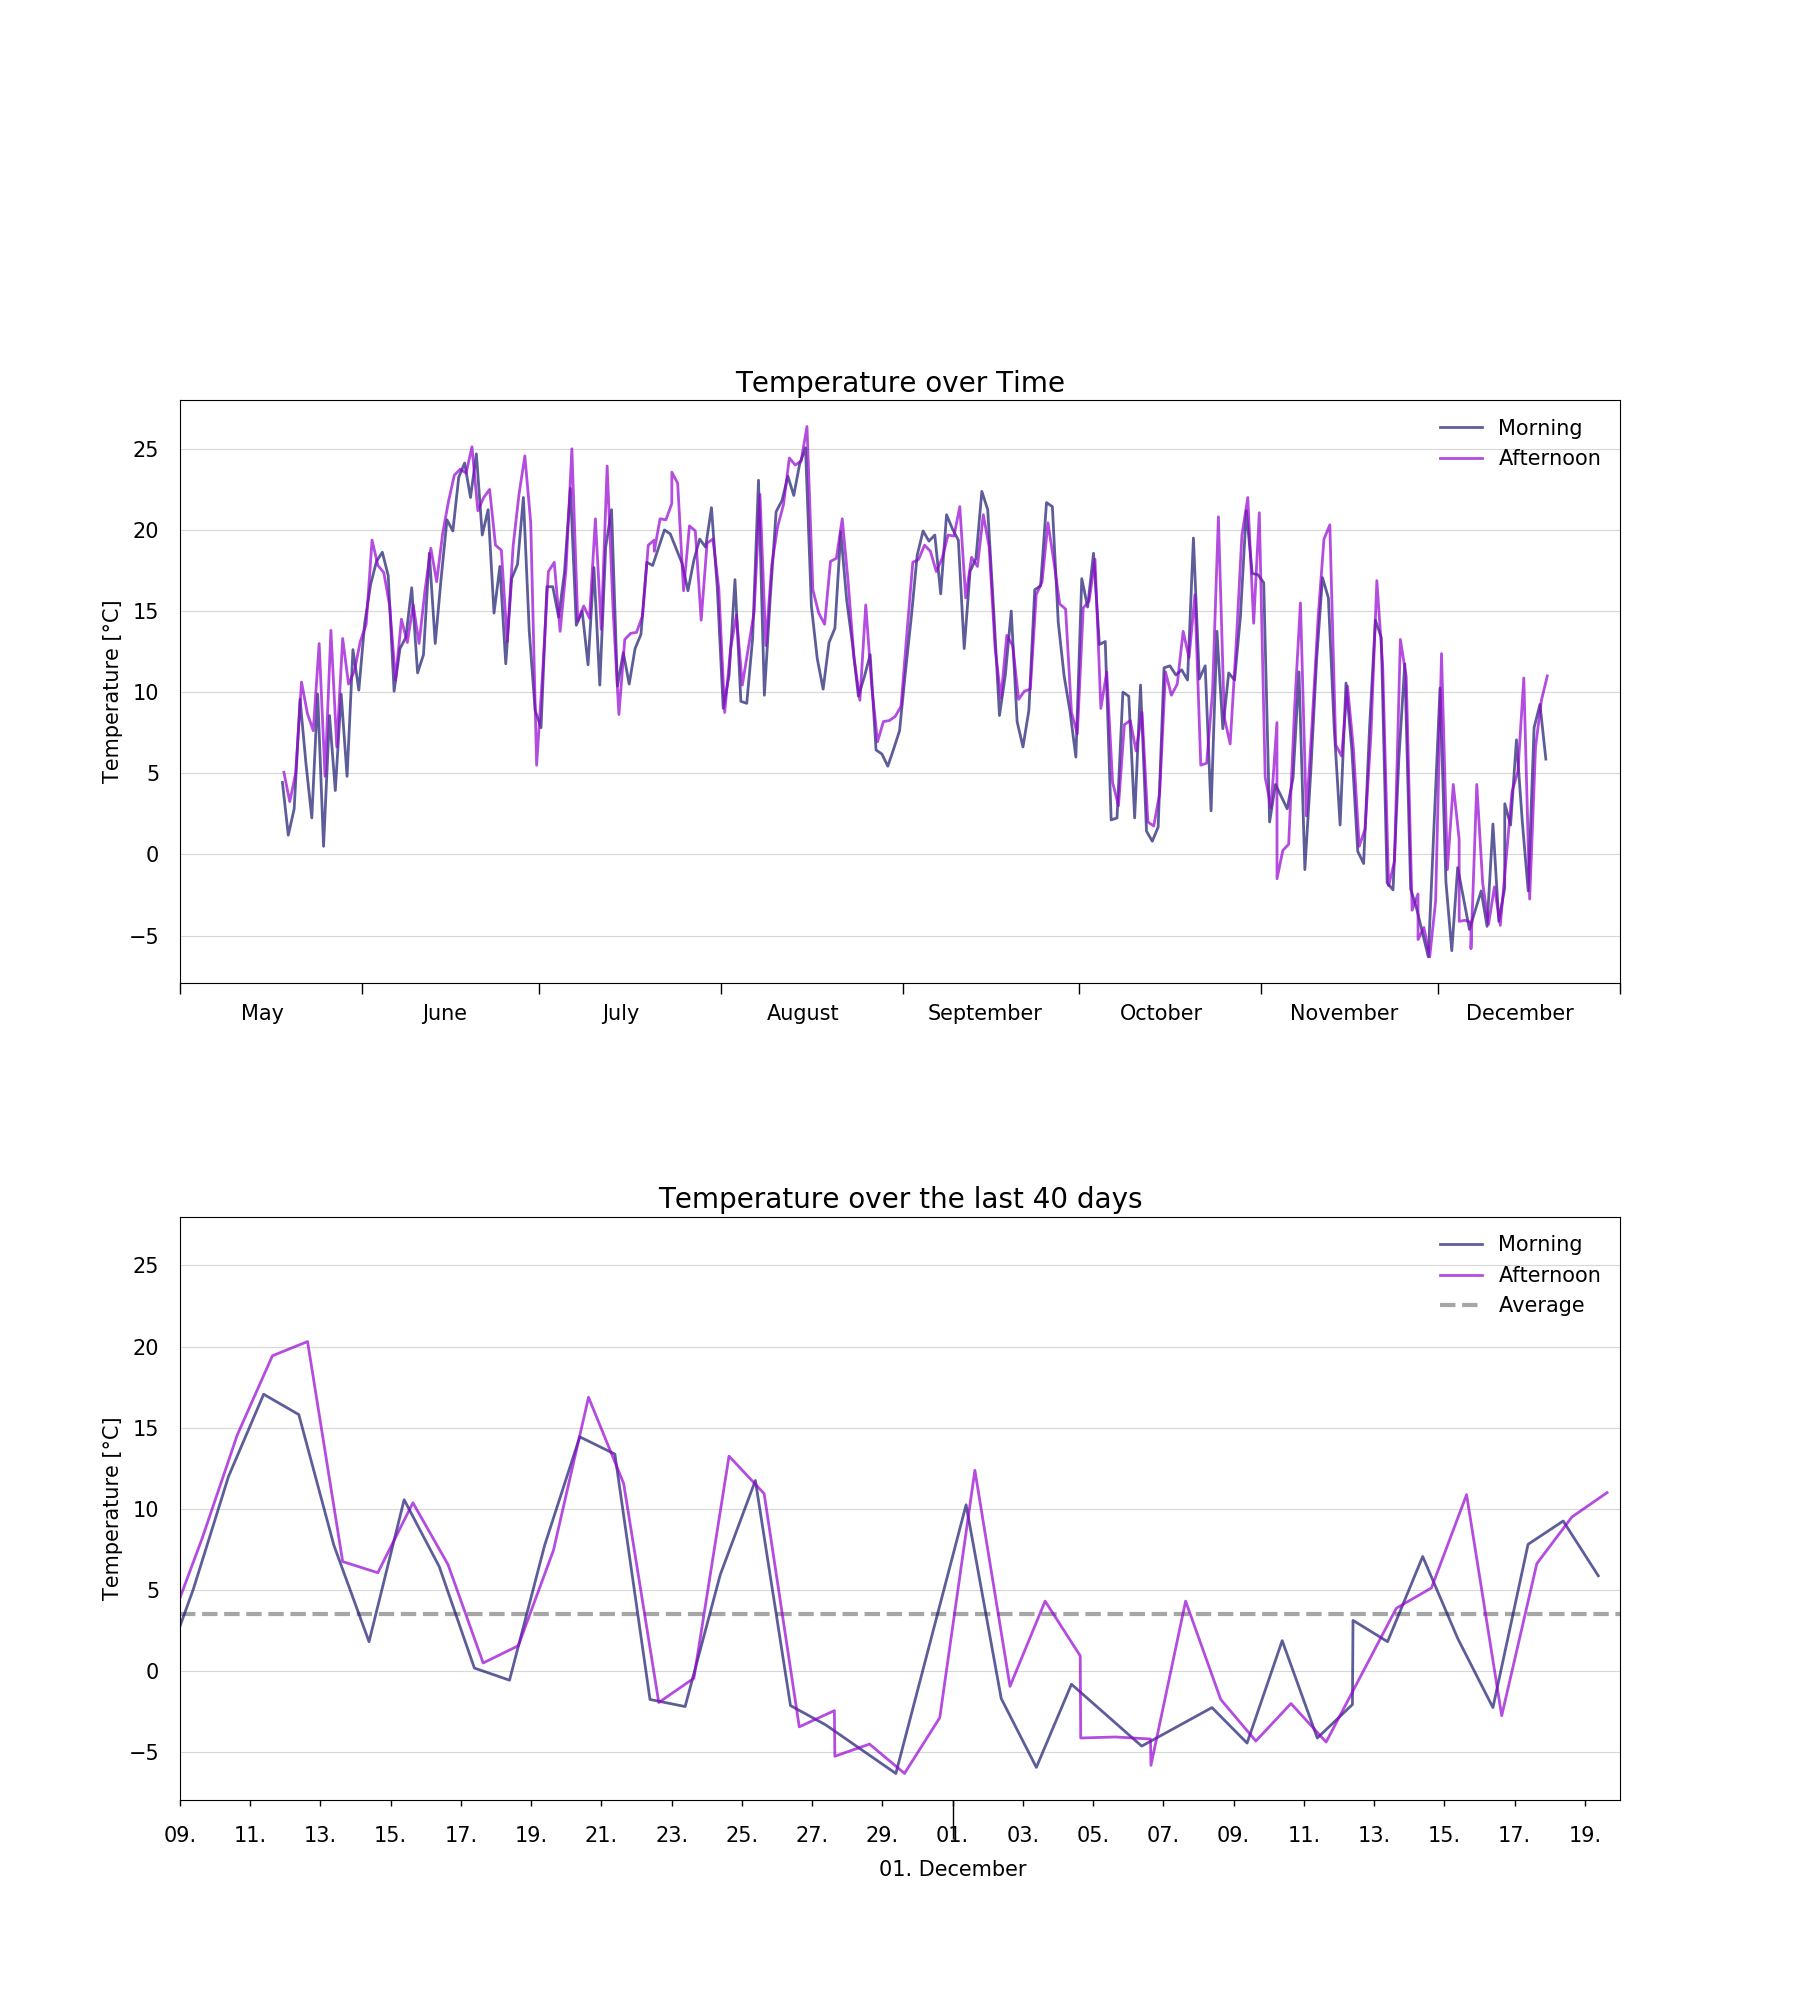 Temperature over Time
Temperature [°C]
25
20
15
10
5
0
−5
Morning
Afternoon
May June July August September October November December
Temperature over the last 40 days
Temperature [°C]
25
20
15
10
5
0
−5
Morning
Afternoon
Average
09. 11. 13. 15. 17. 19. 21. 23. 25. 27. 29. 01. 03. 05. 07. 09. 11. 13. 15. 17. 19.
01. December